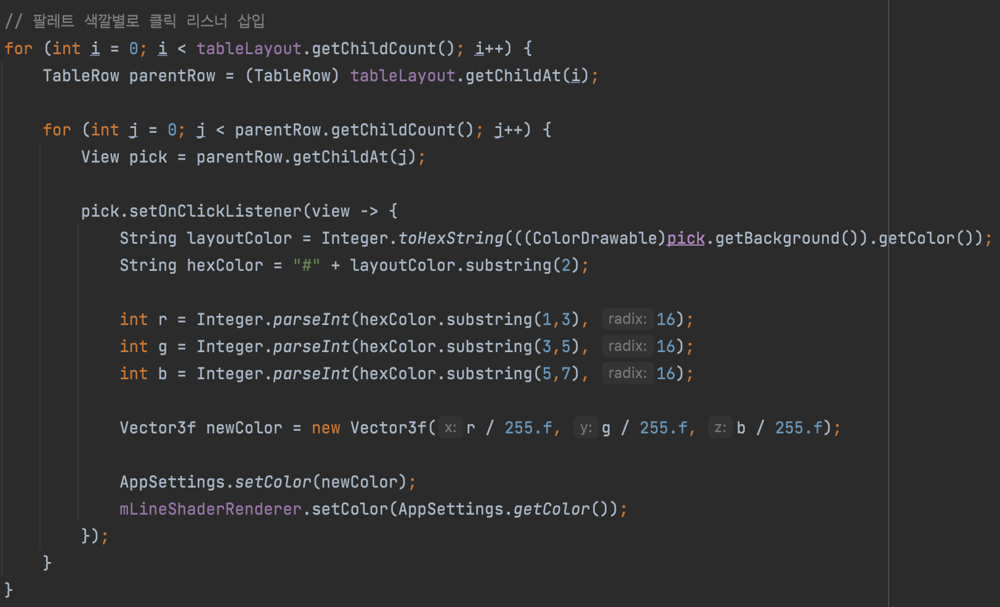 // 팔레트 색깔별로 클릭 리스너 삽입
for (int i = 0; i < tableLayout.getChildCount(); i++) {
    TableRow parentRow = (TableRow) tableLayout.getChildAt(i);

    for (int j = 0; j < parentRow.getChildCount(); j++) {
        View pick = parentRow.getChildAt(j);

        pick.setOnClickListener(view -> {
            String layoutColor = Integer.toHexString(((ColorDrawable)pick.getBackground()).getColor());
            String hexColor = "#" + layoutColor.substring(2);

            int r = Integer.parseInt(hexColor.substring(1,3), radix: 16);
            int g = Integer.parseInt(hexColor.substring(3,5), radix: 16);
            int b = Integer.parseInt(hexColor.substring(5,7), radix: 16);

            Vector3f newColor = new Vector3f( x: r / 255.f, y: g / 255.f, z: b / 255.f);

            AppSettings.setColor(newColor);
            mLineShaderRenderer.setColor(AppSettings.getColor());
        });
    }
}